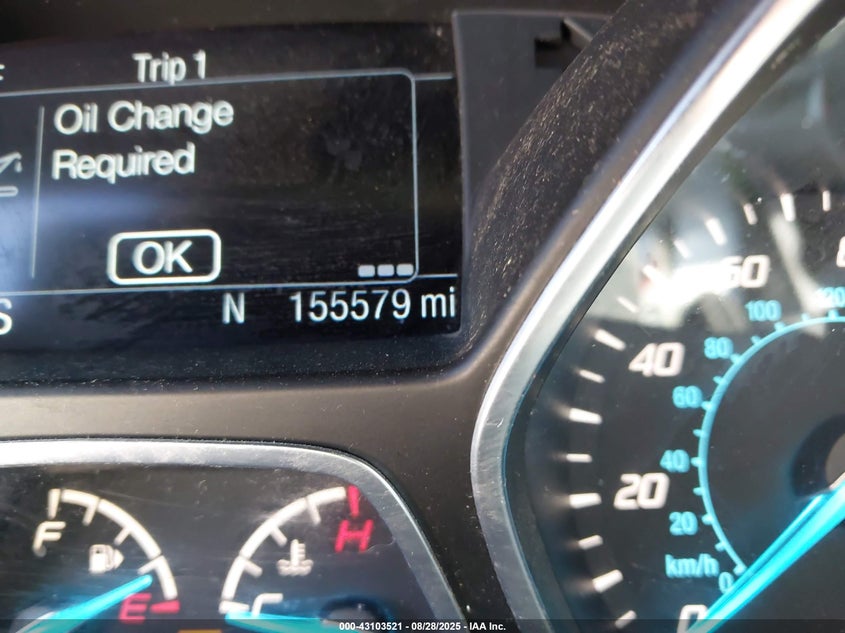 Trip 1
Oil Change
Required
OK
S N 155579 mi
60
100 120
40 80
60
20 40
20
km/h
0
0
F H
E C
000-43103521 - 08/28/2025 - IAA Inc.